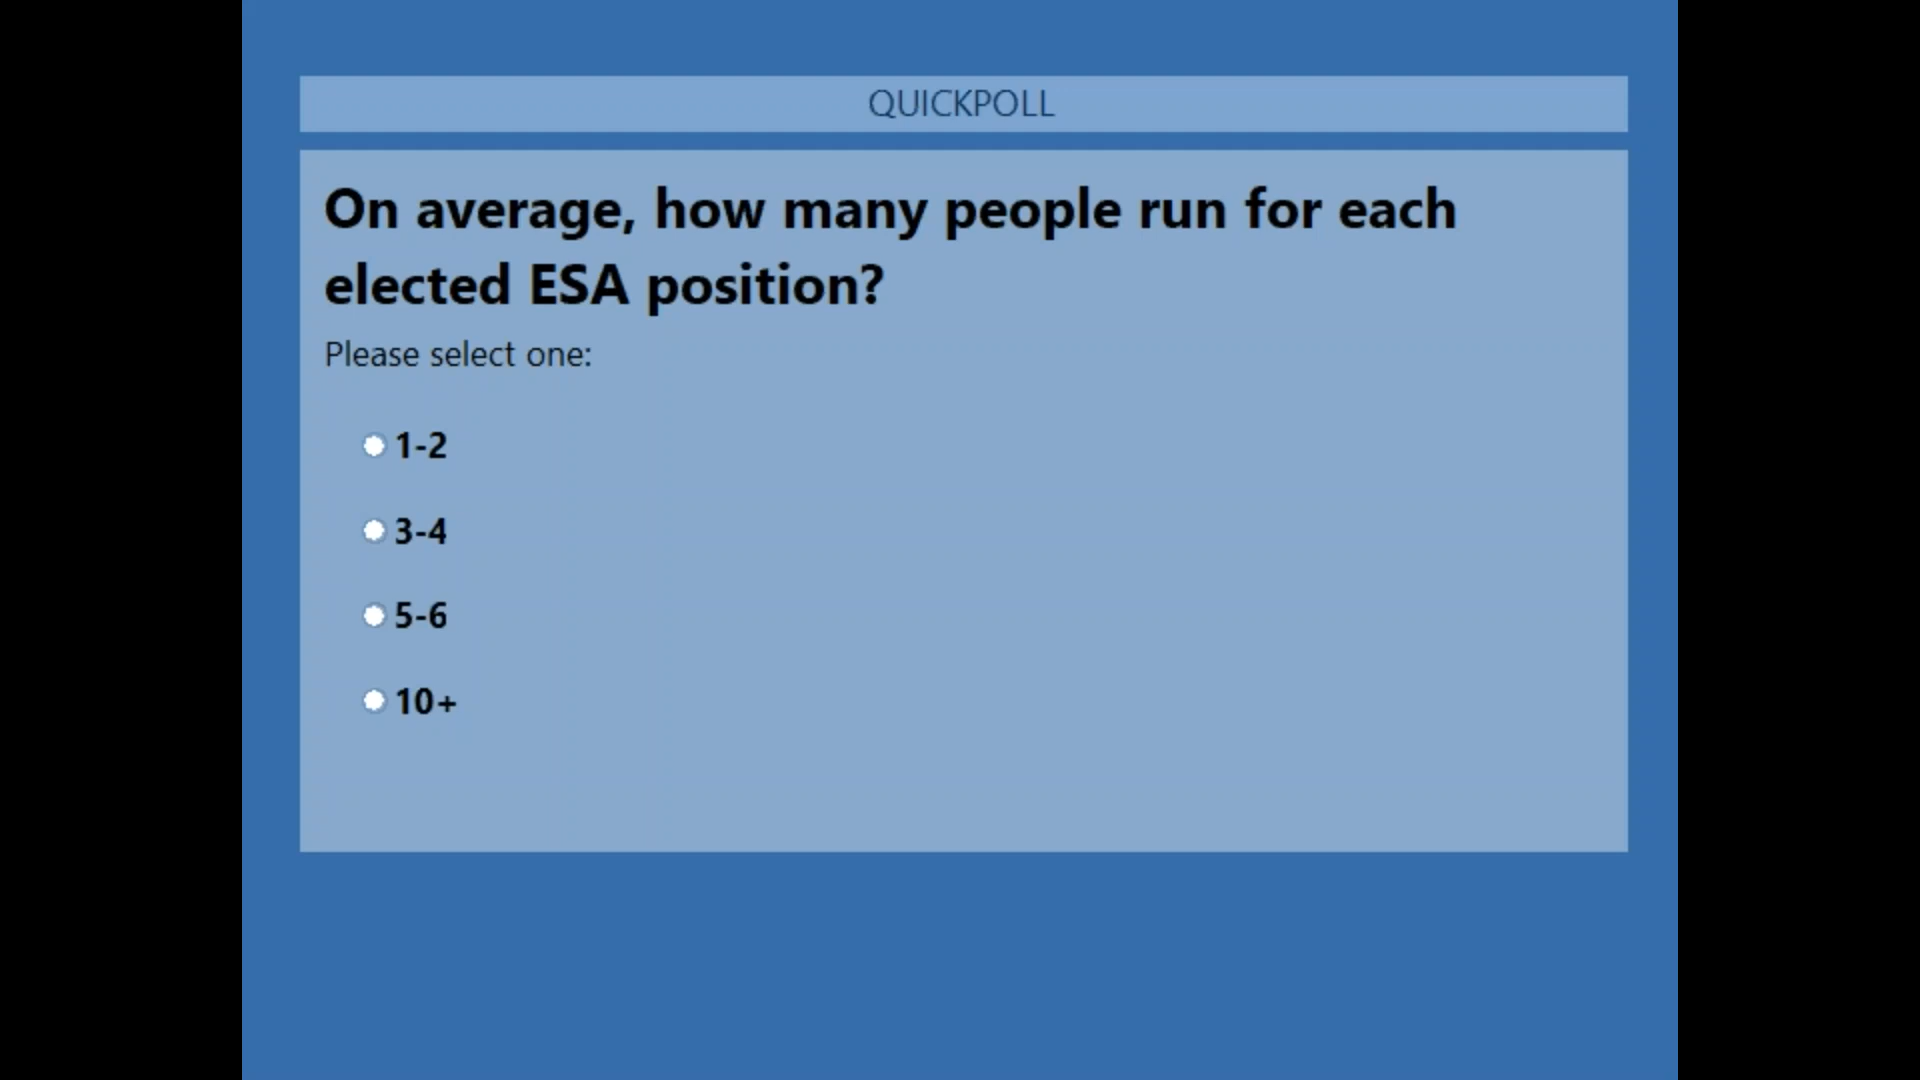 QUICKPOLL
On average, how many people run for each
elected ESA position?
Please select one:
1-2
3-4
5-6
10+